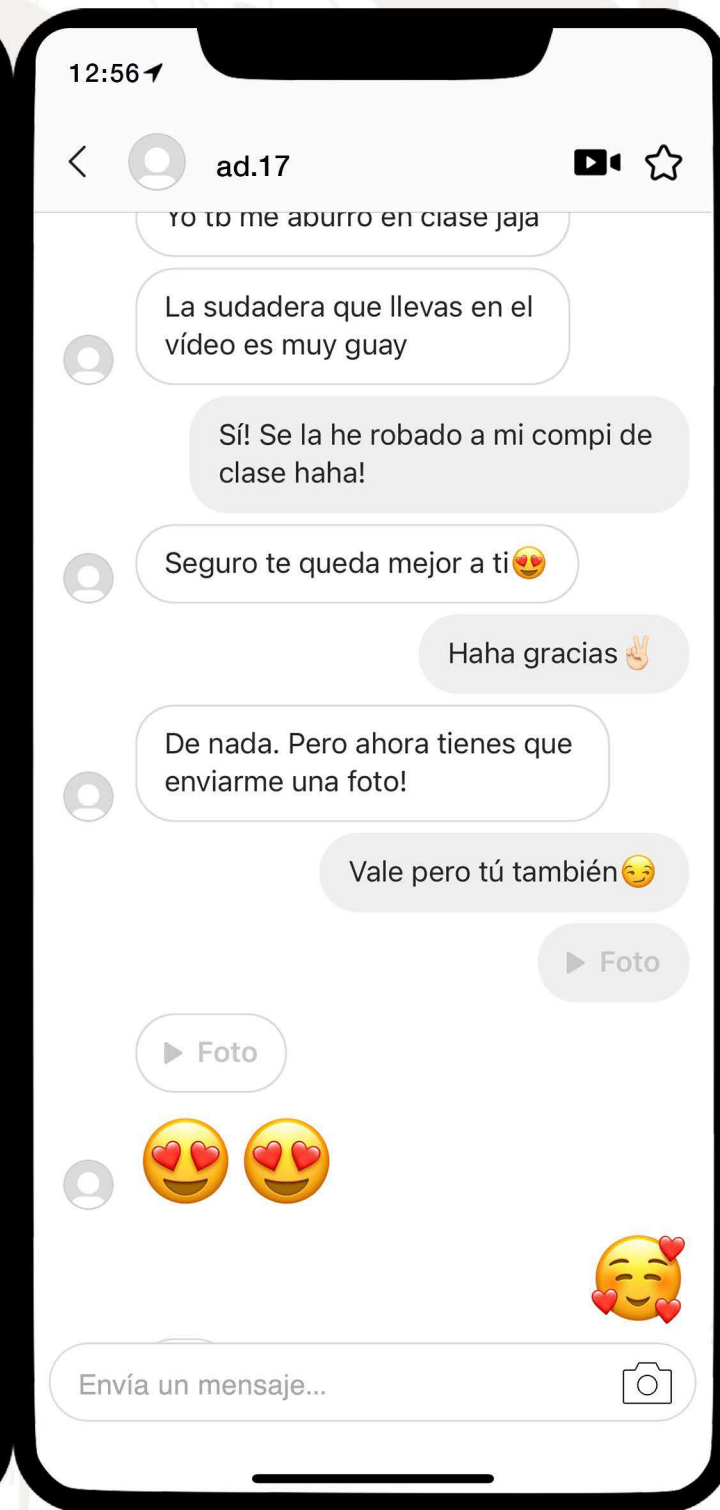 12:56
ad.17
Yo tb me aburro en clase jaja
La sudadera que llevas en el
vídeo es muy guay
Sí! Se la he robado a mi compi de
clase haha!
Seguro te queda mejor a ti😍
Haha gracias✌🏻
De nada. Pero ahora tienes que
enviarme una foto!
Vale pero tú también😏
Foto
Foto
😍😍
🥰
Envía un mensaje...